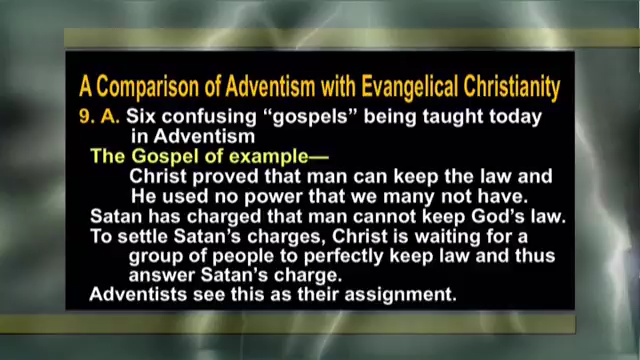 A Comparison of Adventism with Evangelical Christianity
9. A. Six confusing “gospels” being taught today
in Adventism
The Gospel of example—
Christ proved that man can keep the law and
He used no power that we many not have.
Satan has charged that man cannot keep God’s law.
To settle Satan’s charges, Christ is waiting for a
group of people to perfectly keep law and thus
answer Satan’s charge.
Adventists see this as their assignment.